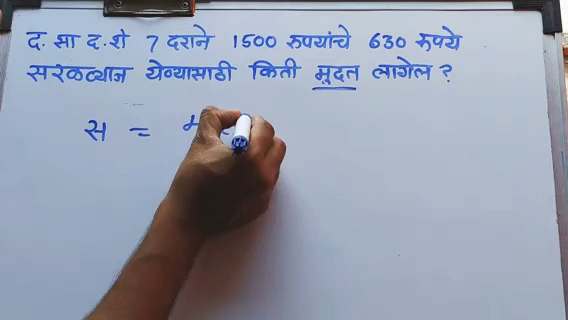 द. सा द. शे 7 दराने 1500 रुपयांचे 630 रुपये
सरळव्याज येण्यासाठी किती मुदत लागेल ?
स =